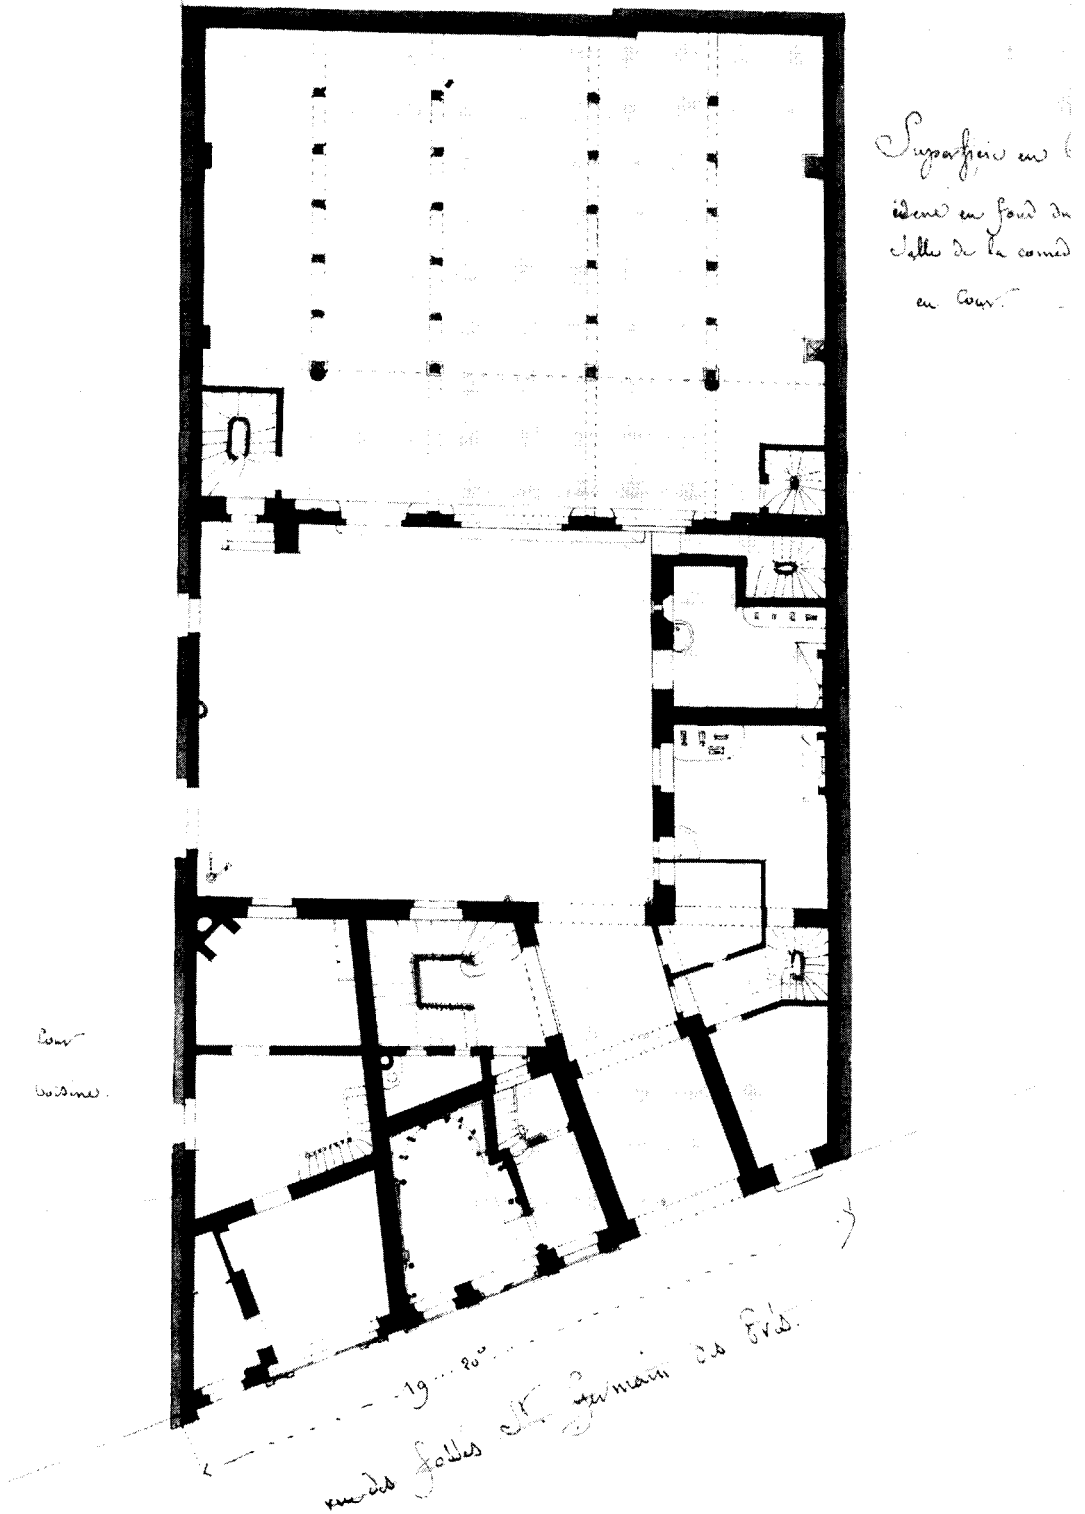 Superficie en
idem en fond du
Salle de la coméd
en Cour.
Cour
voisine.
19 20
rue des fossés St. Germain des Prés.